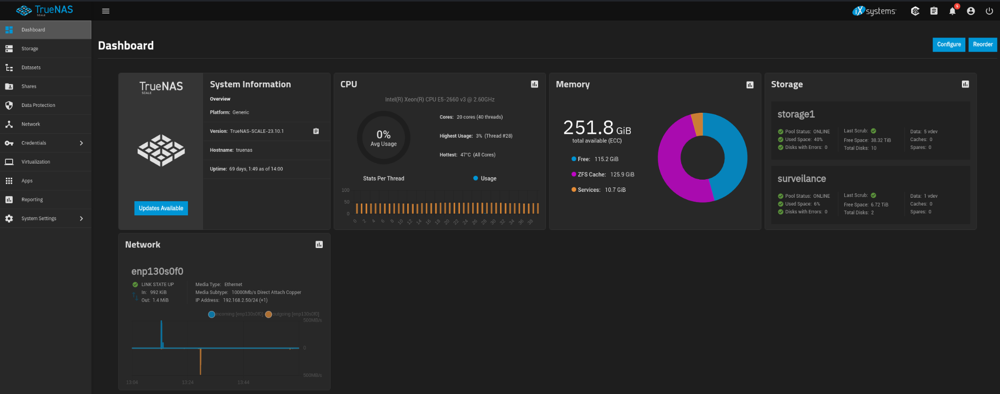 TrueNAS
SCALE
iX systems
5
Dashboard
Storage
Datasets
Shares
Data Protection
Network
Credentials
Virtualization
Apps
Reporting
System Settings
Dashboard
Configure
Reorder
TrueNAS
SCALE
Updates Available
System Information
Overview
Platform: Generic
Version: TrueNAS-SCALE-23.10.1
Hostname: truenas
Uptime: 69 days, 1:49 as of 14:00
CPU
Intel(R) Xeon(R) CPU E5-2660 v3 @ 2.60GHz
0%
Avg Usage
Cores: 20 cores (40 threads)
Highest Usage: 3% (Thread #28)
Hottest: 47°C (All Cores)
Stats Per Thread
Usage
100
50
0
0 2 4 6 8 10 12 14 16 18 20 22 24 26 28 30 32 34 36 38
Memory
251.8 GiB
total available (ECC)
Free: 115.2 GiB
ZFS Cache: 125.9 GiB
Services: 10.7 GiB
Storage
storage1
Pool Status: ONLINE
Used Space: 40%
Disks with Errors: 0
Last Scrub:
Free Space: 38.32 TiB
Total Disks: 10
Data: 5 vdev
Caches: 0
Spares: 0
surveilance
Pool Status: ONLINE
Used Space: 6%
Disks with Errors: 0
Last Scrub:
Free Space: 6.72 TiB
Total Disks: 2
Data: 1 vdev
Caches: 0
Spares: 0
Network
enp130s0f0
LINK STATE UP
In: 992 KiB
Out: 1.4 MiB
Media Type: Ethernet
Media Subtype: 10000Mb/s Direct Attach Copper
IP Address: 192.168.2.50/24 (+1)
incoming [enp130s0f0] outgoing [enp130s0f0]
500MB/s
0
500MB/s
13:04 13:24 13:44